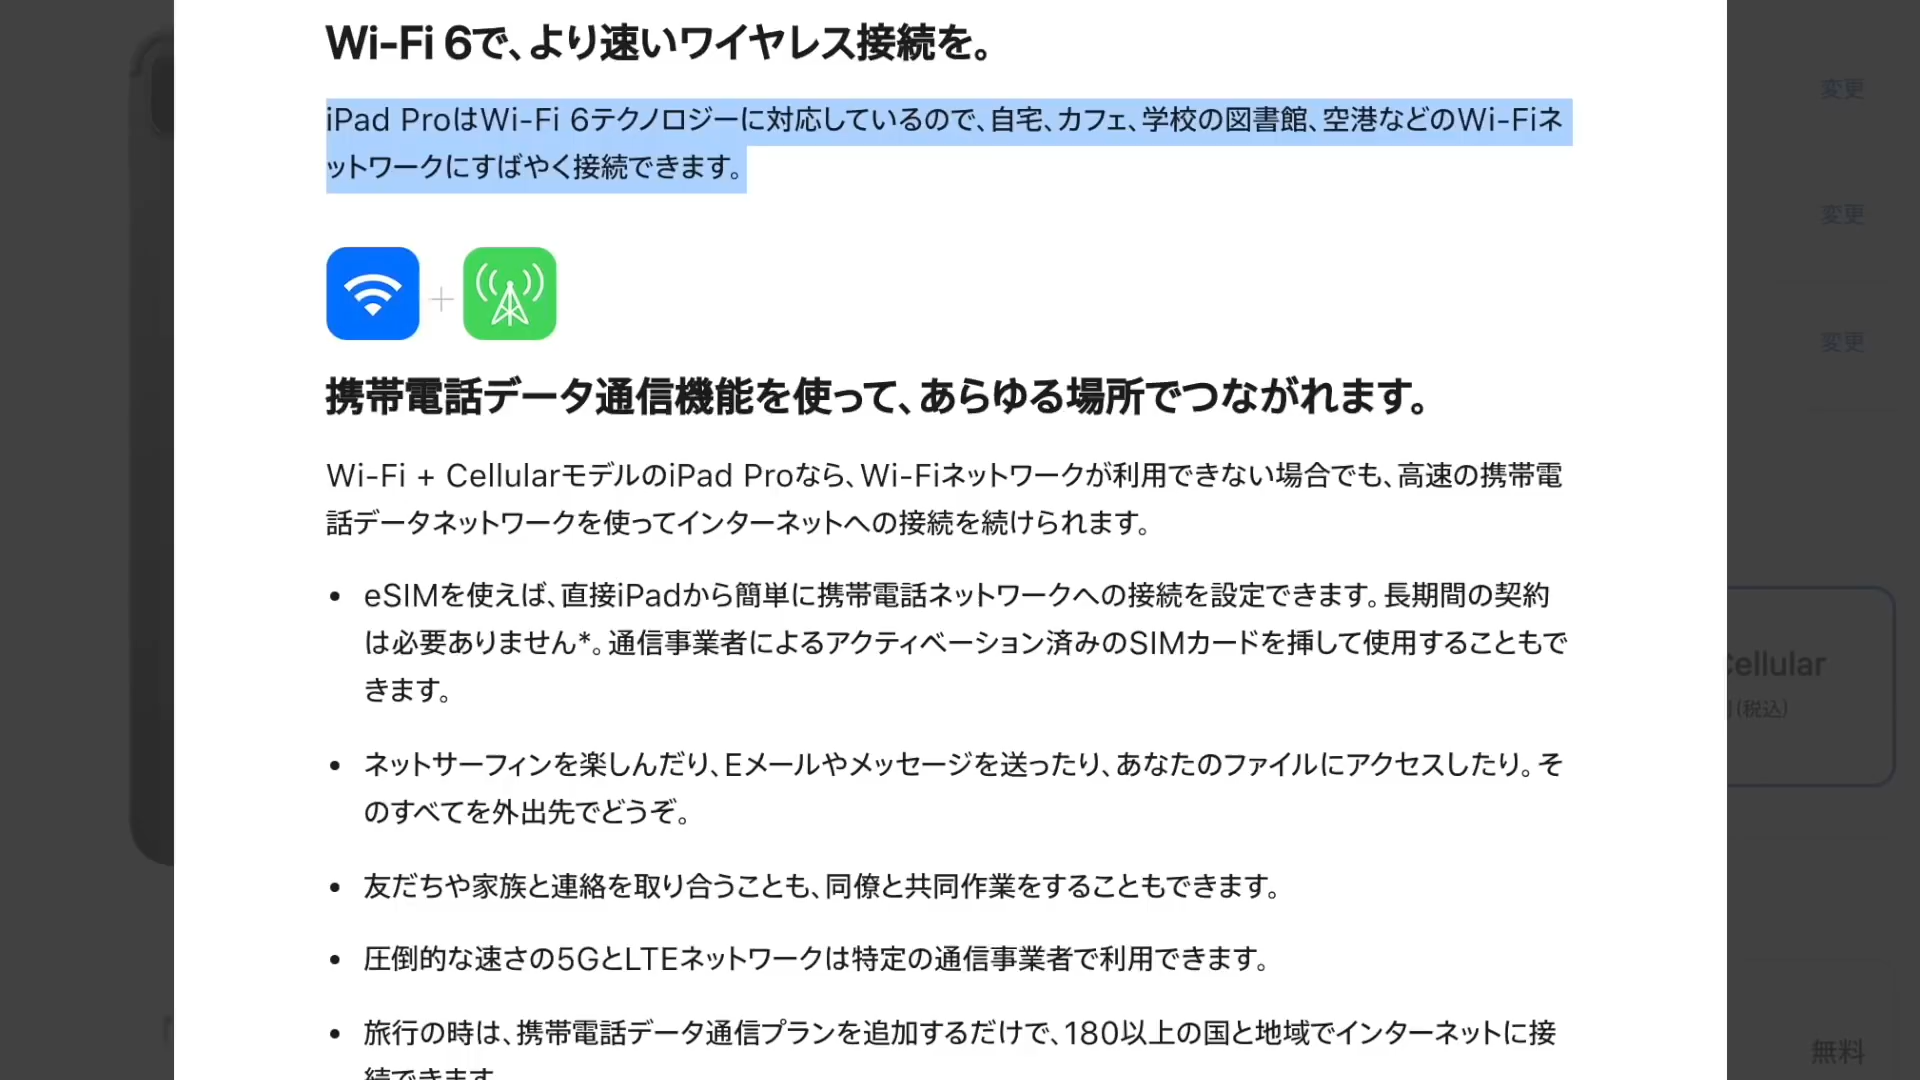 Wi-Fi 6で、より速いワイヤレス接続を。
iPad ProはWi-Fi 6テクノロジーに対応しているので、自宅、カフェ、学校の図書館、空港などのWi-Fiネ
ットワークにすばやく接続できます。
携帯電話データ通信機能を使って、あらゆる場所でつながれます。
Wi-Fi + CellularモデルのiPad Proなら、Wi-Fiネットワークが利用できない場合でも、高速の携帯電
話データネットワークを使ってインターネットへの接続を続けられます。
• eSIMを使えば、直接iPadから簡単に携帯電話ネットワークへの接続を設定できます。長期間の契約
は必要ありません*。通信事業者によるアクティベーション済みのSIMカードを挿して使用することもで
きます。
• ネットサーフィンを楽しんだり、Eメールやメッセージを送ったり、あなたのファイルにアクセスしたり。そ
のすべてを外出先でどうぞ。
• 友だちや家族と連絡を取り合うことも、同僚と共同作業をすることもできます。
• 圧倒的な速さの5GとLTEネットワークは特定の通信事業者で利用できます。
• 旅行の時は、携帯電話データ通信プランを追加するだけで、180以上の国と地域でインターネットに接
続できます
変更
変更
変更
Cellular
(税込)
無料